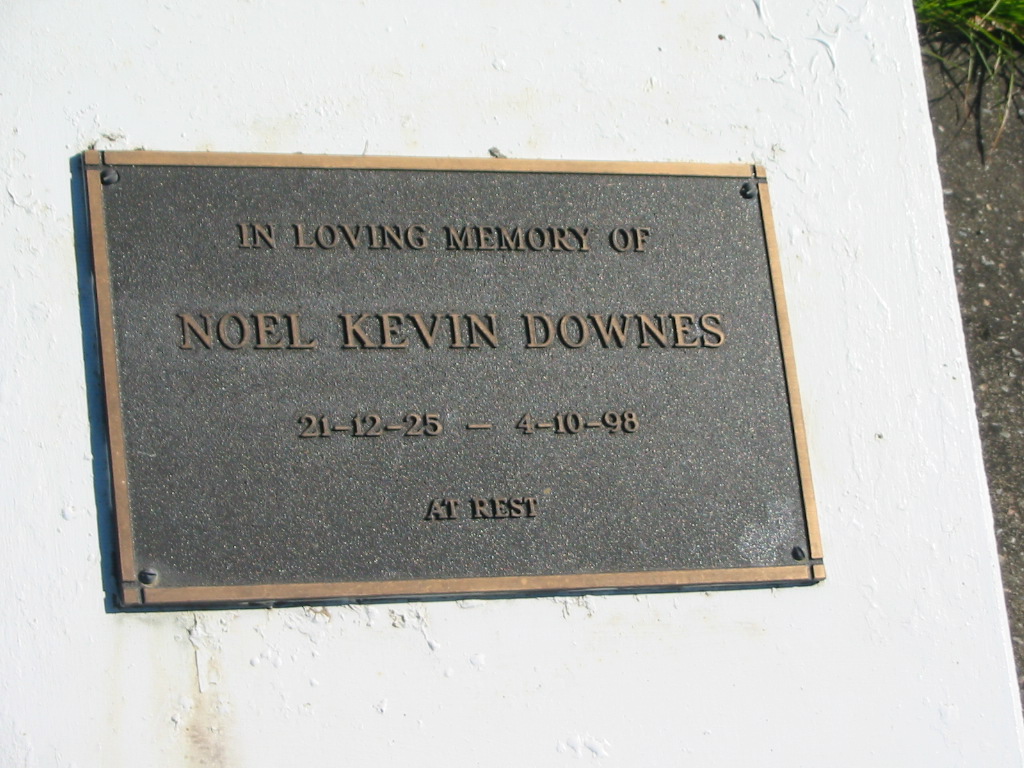 IN LOVING MEMORY OF
NOEL KEVIN DOWNES
21-12-25 — 4-10-98
AT REST